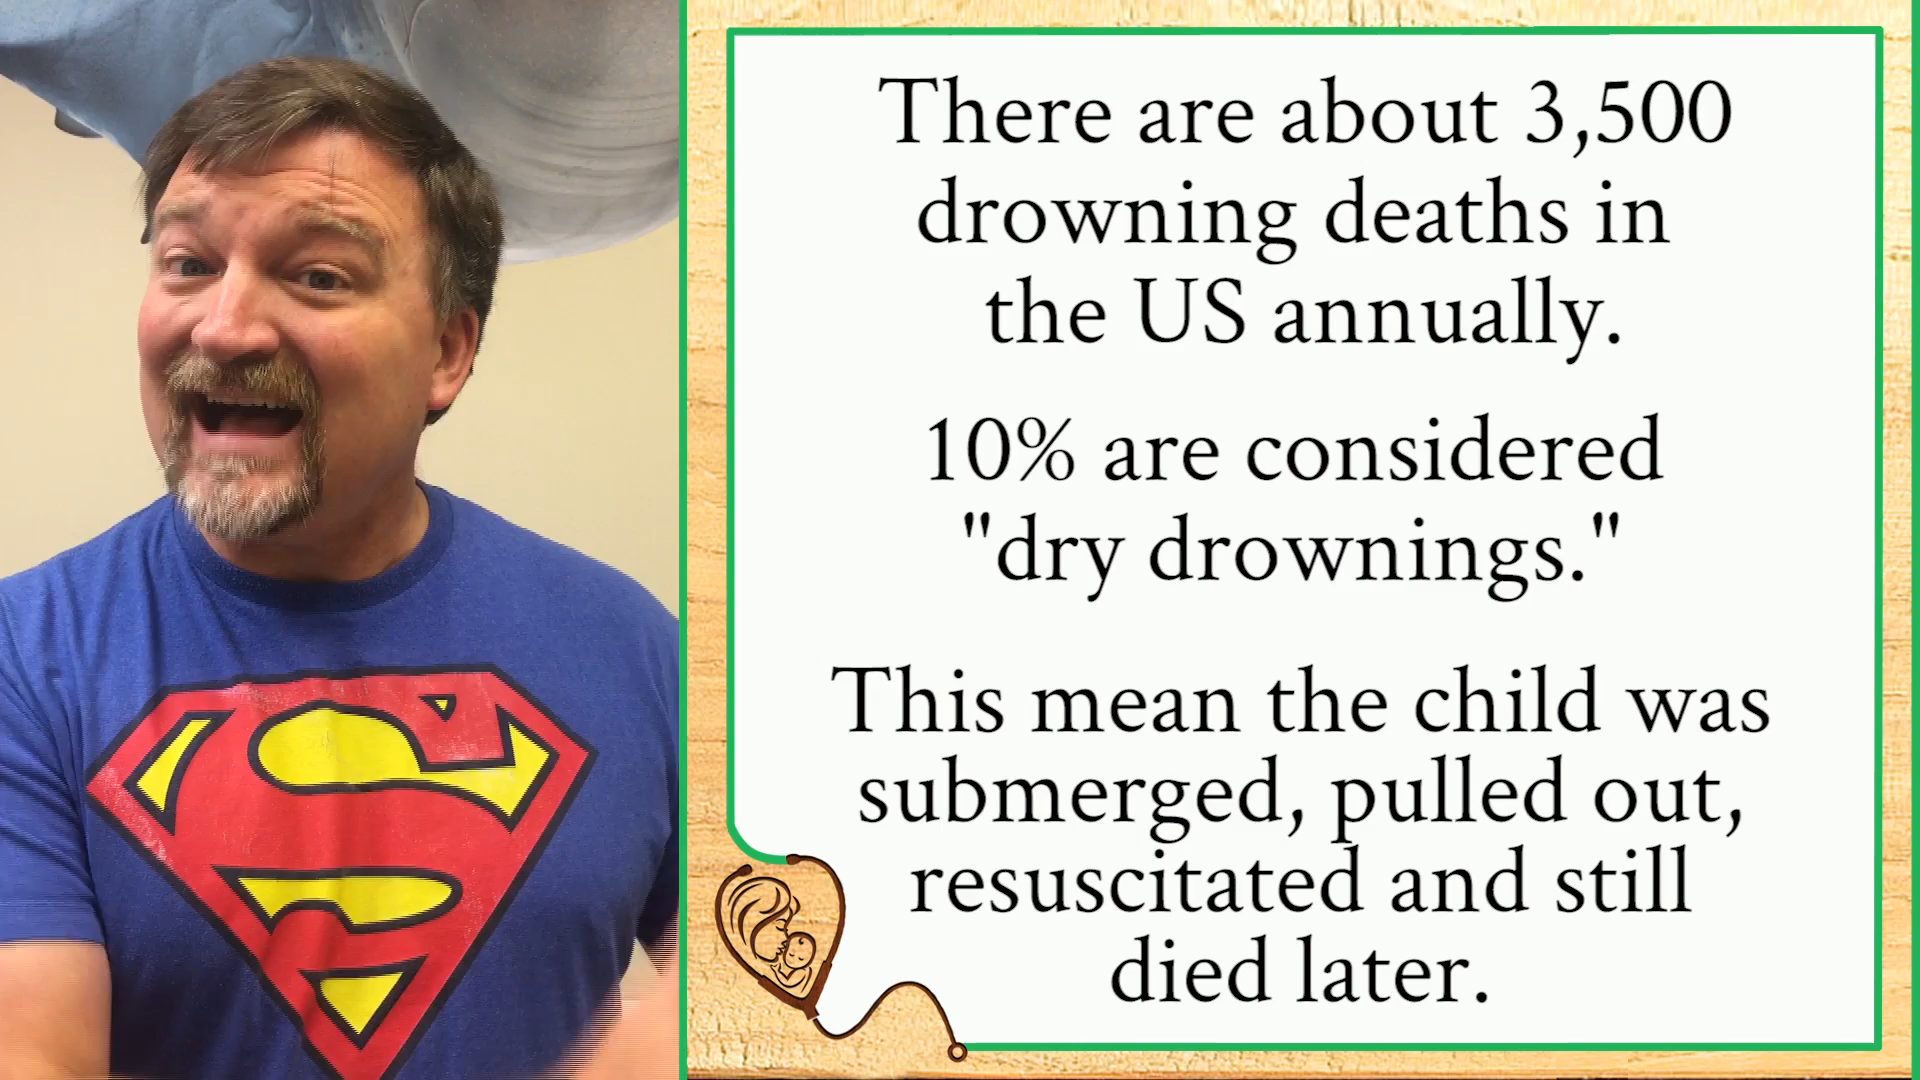 There are about 3,500
drowning deaths in
the US annually.
10% are considered
"dry drownings."
This mean the child was
submerged, pulled out,
resuscitated and still
died later.